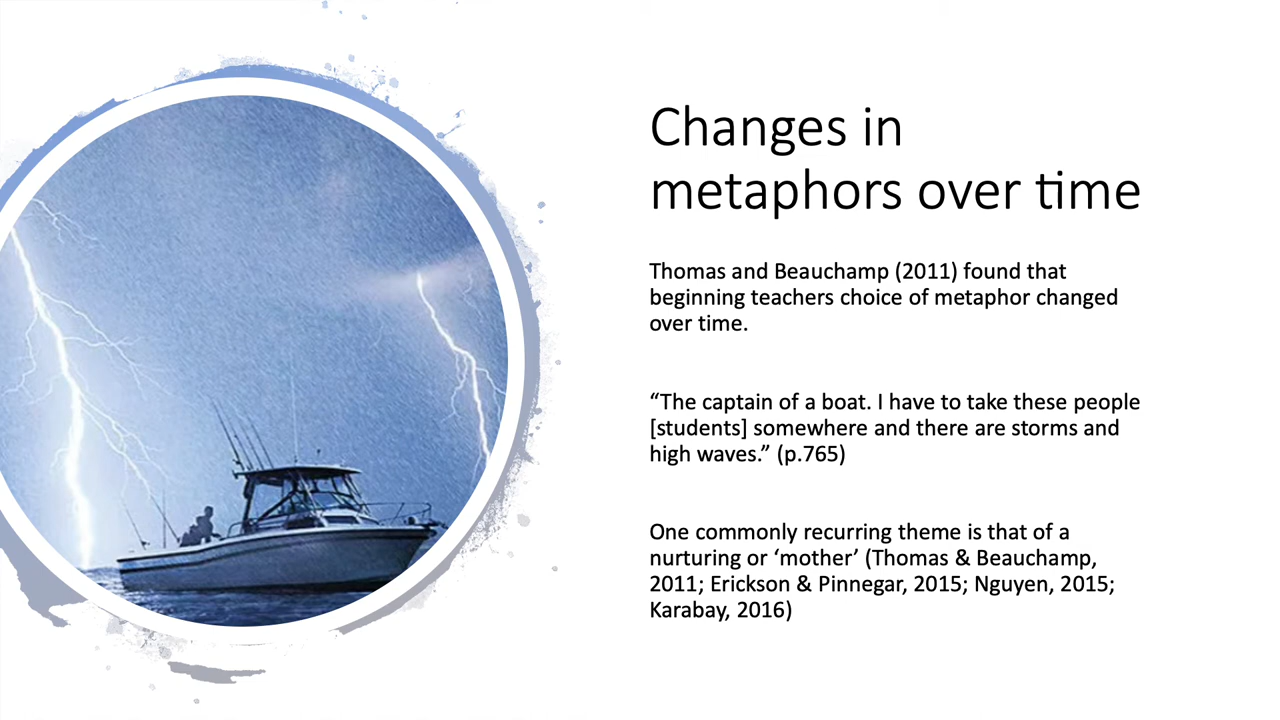 Changes in
metaphors over time
Thomas and Beauchamp (2011) found that
beginning teachers choice of metaphor changed
over time.
“The captain of a boat. I have to take these people
[students] somewhere and there are storms and
high waves.” (p.765)
One commonly recurring theme is that of a
nurturing or ‘mother’ (Thomas & Beauchamp,
2011; Erickson & Pinnegar, 2015; Nguyen, 2015;
Karabay, 2016)